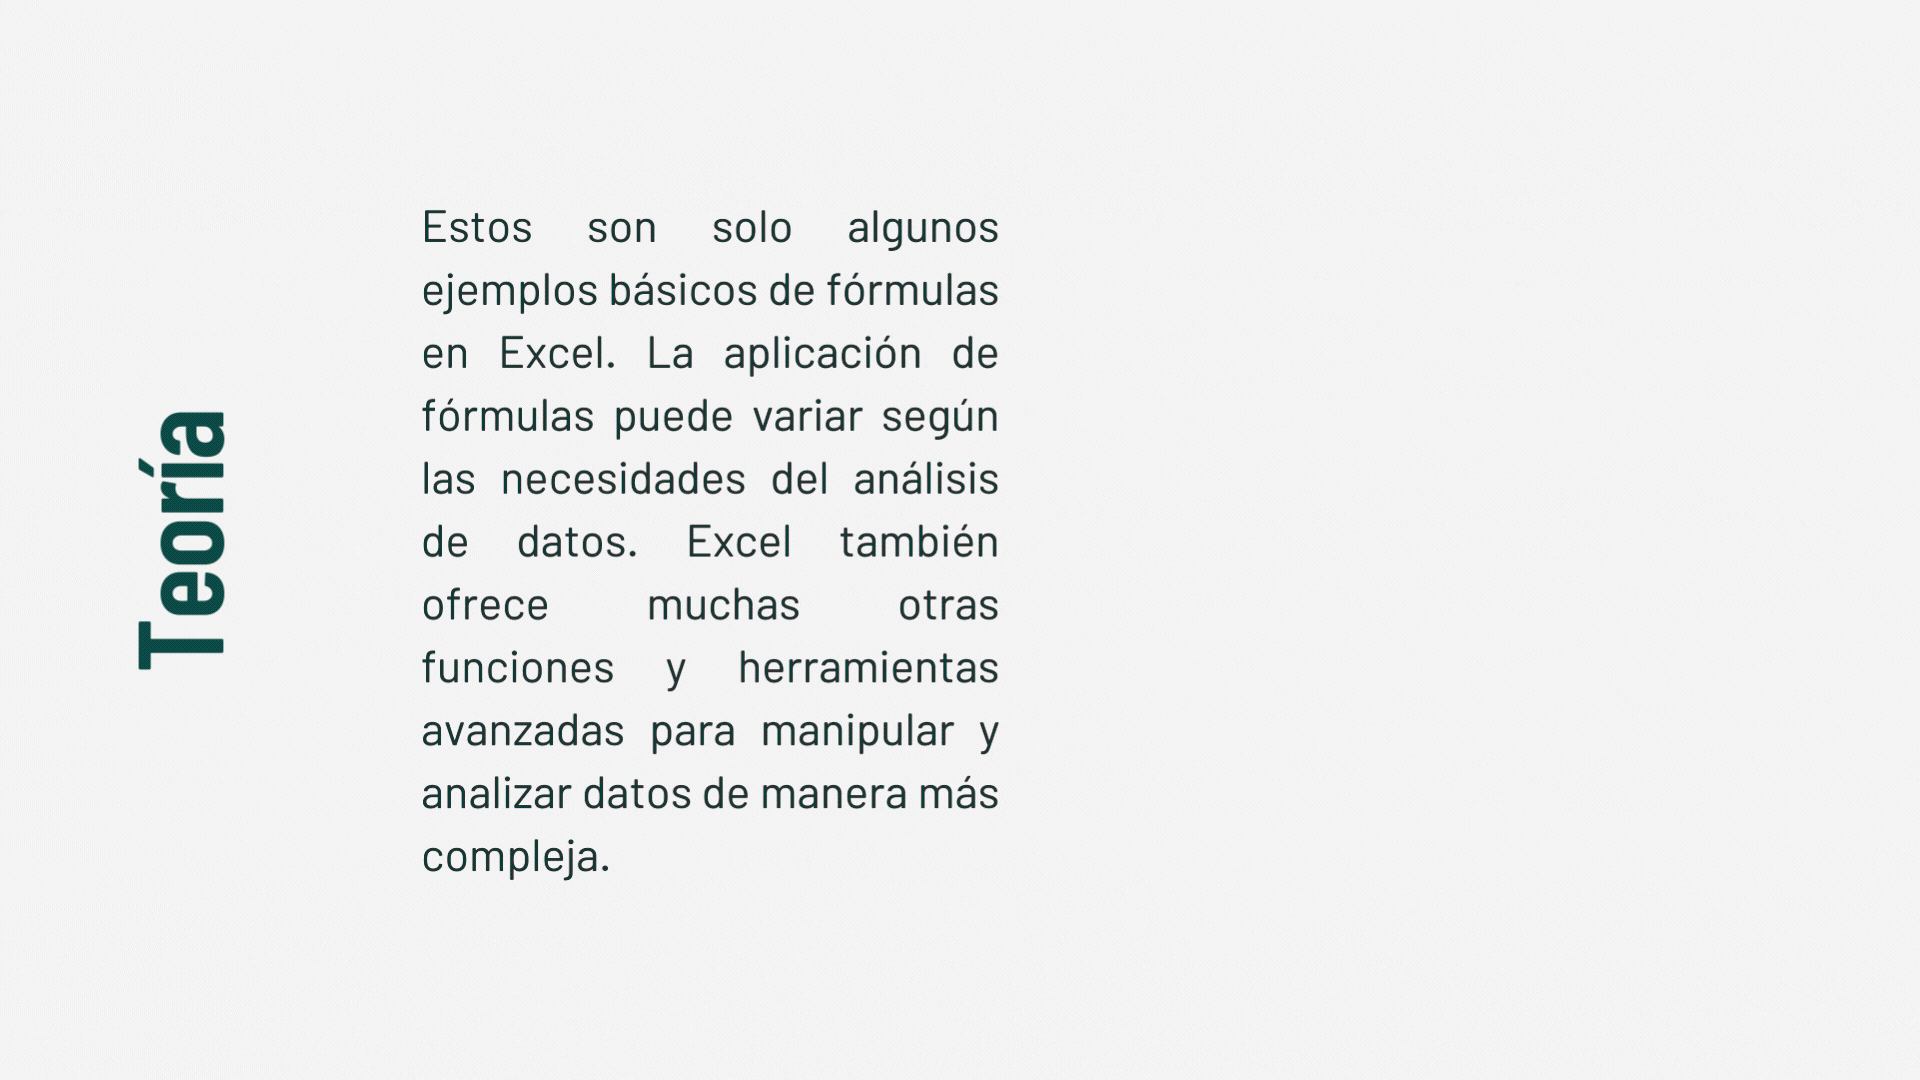 Teoría
Estos son solo algunos
ejemplos básicos de fórmulas
en Excel. La aplicación de
fórmulas puede variar según
las necesidades del análisis
de datos. Excel también
ofrece muchas otras
funciones y herramientas
avanzadas para manipular y
analizar datos de manera más
compleja.